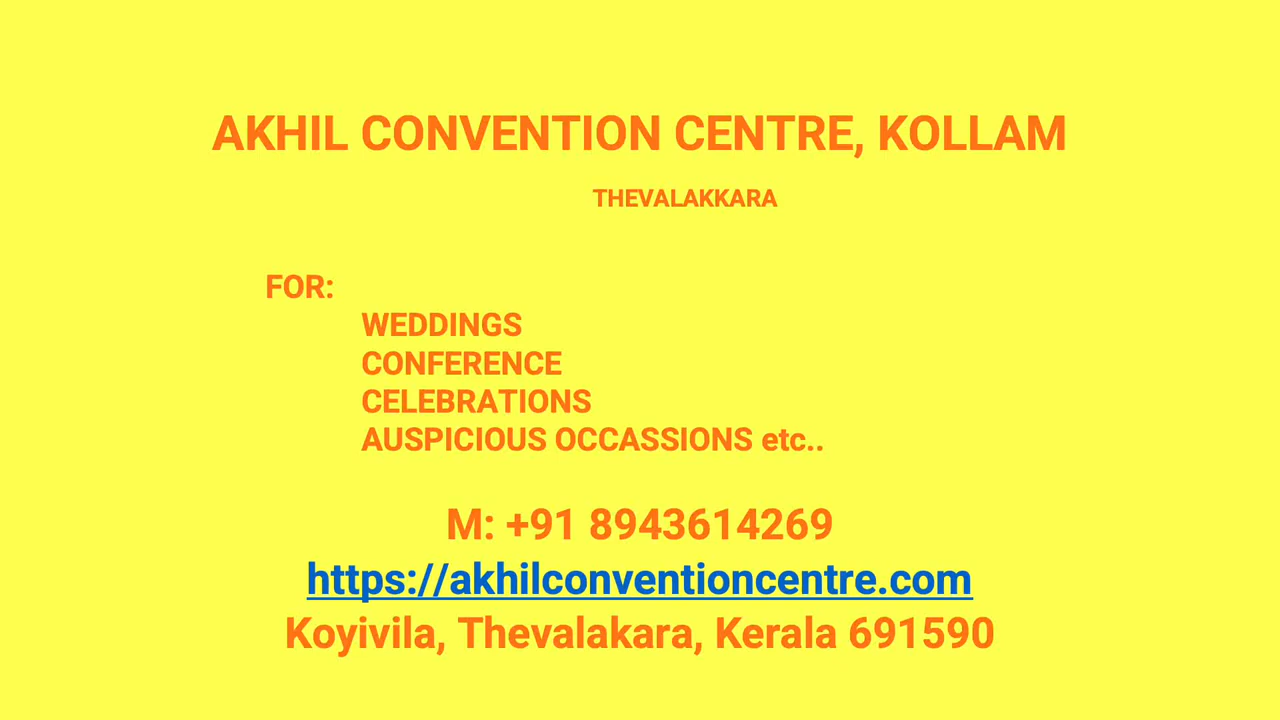 AKHIL CONVENTION CENTRE, KOLLAM
THEVALAKKARA
FOR:
WEDDINGS
CONFERENCE
CELEBRATIONS
AUSPICIOUS OCCASSIONS etc..
M: +91 8943614269
https://akhilconventioncentre.com
Koyivila, Thevalakara, Kerala 691590